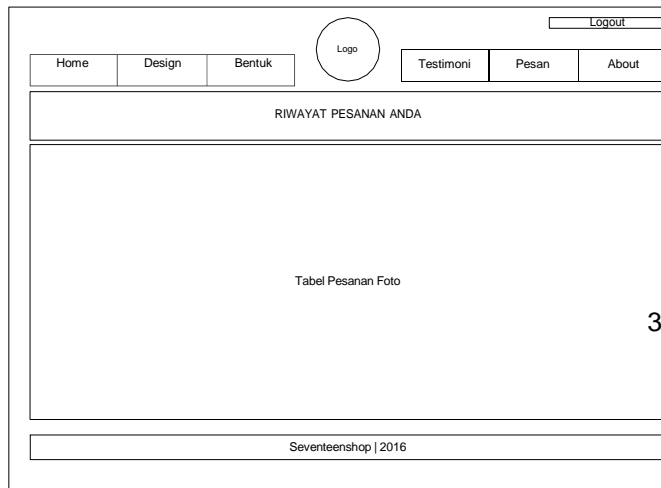 Logout
Logo
Home Design Bentuk
Testimoni Pesan About
RIWAYAT PESANAN ANDA
Tabel Pesanan Foto
3
Seventeenshop | 2016